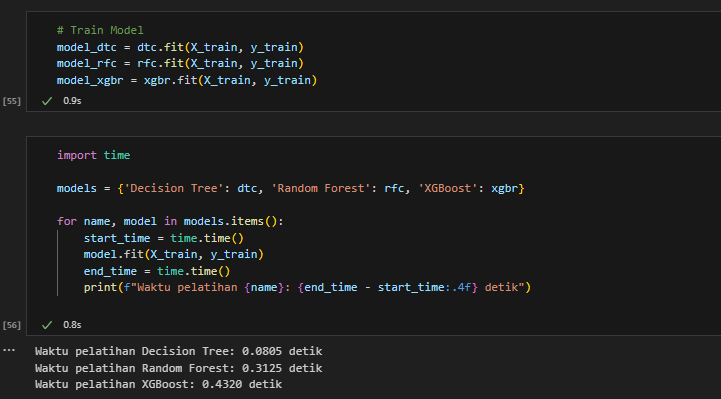 # Train Model
model_dtc = dtc.fit(X_train, y_train)
model_rfc = rfc.fit(X_train, y_train)
model_xgbr = xgbr.fit(X_train, y_train)
[55]
0.9s
import time
models = {'Decision Tree': dtc, 'Random Forest': rfc, 'XGBoost': xgbr}
for name, model in models.items():
start_time = time.time()
model.fit(X_train, y_train)
end_time = time.time()
print(f"Waktu pelatihan {name}: {end_time - start_time:.4f} detik")
[56]
0.8s
...
Waktu pelatihan Decision Tree: 0.0805 detik
Waktu pelatihan Random Forest: 0.3125 detik
Waktu pelatihan XGBoost: 0.4320 detik